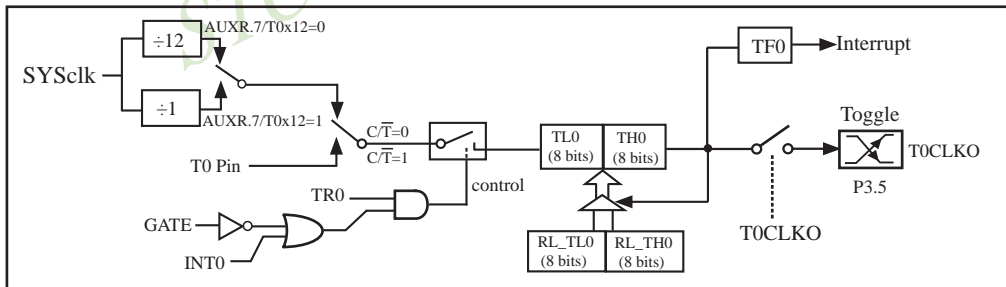 STC
AUXR.7/T0x12=0
÷12
SYSclk
÷1
AUXR.7/T0x12=1
T0 Pin
C/T̅=0
C/T̅=1
control
TR0
GATE
INT0
TL0
(8 bits)
TH0
(8 bits)
RL_TL0
(8 bits)
RL_TH0
(8 bits)
TF0
Interrupt
Toggle
T0CLKO
P3.5
T0CLKO